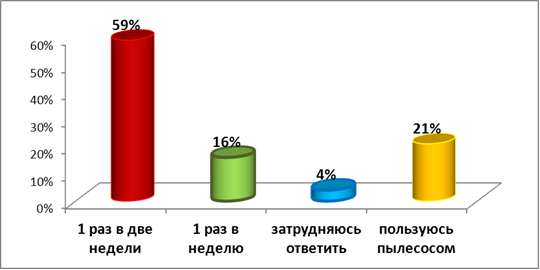 59%
60%
50%
40%
30%
20%
10%
0%
16%
4%
21%
1 раз в две
недели
1 раз в
неделю
затрудняюсь
ответить
пользуюсь
пылесосом